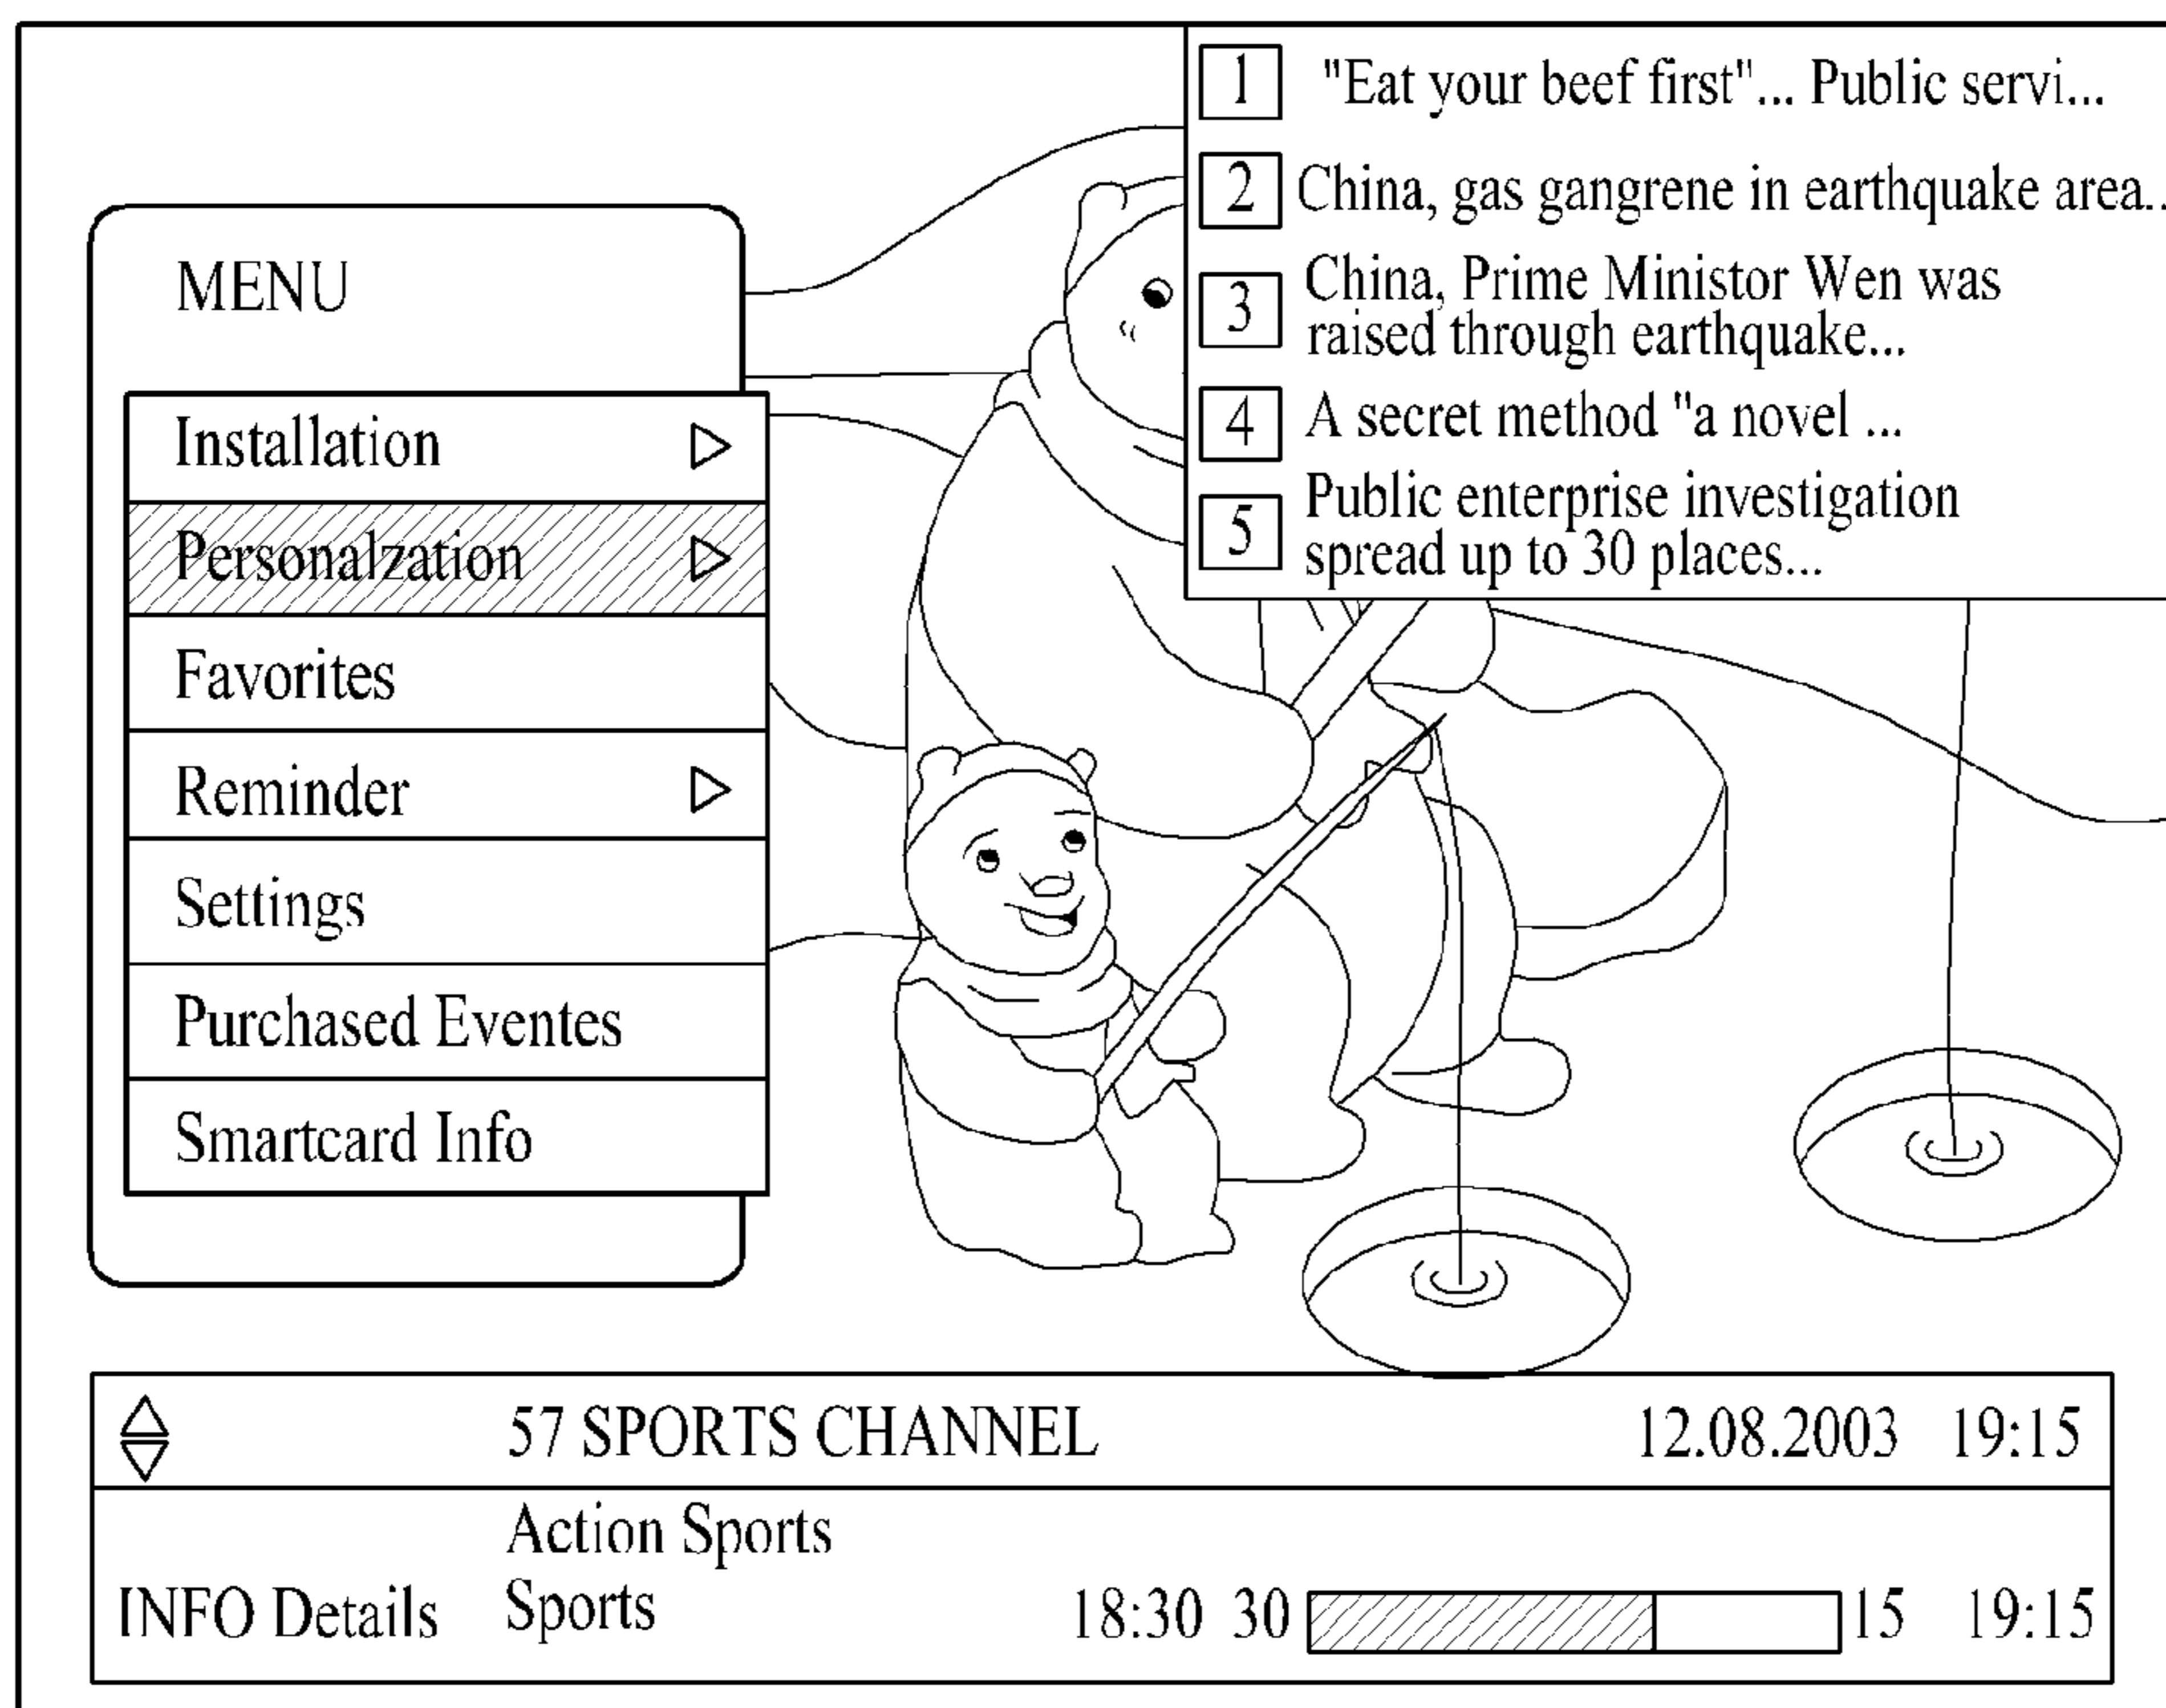 1 "Eat your beef first"... Public servi...
2 China, gas gangrene in earthquake area..
3 China, Prime Ministor Wen was
raised through earthquake...
4 A secret method "a novel ...
5 Public enterprise investigation
spread up to 30 places...
MENU
Installation
Personalzation
Favorites
Reminder
Settings
Purchased Eventes
Smartcard Info
57 SPORTS CHANNEL 12.08.2003 19:15
Action Sports
INFO Details Sports 18:30 30 15 19:15